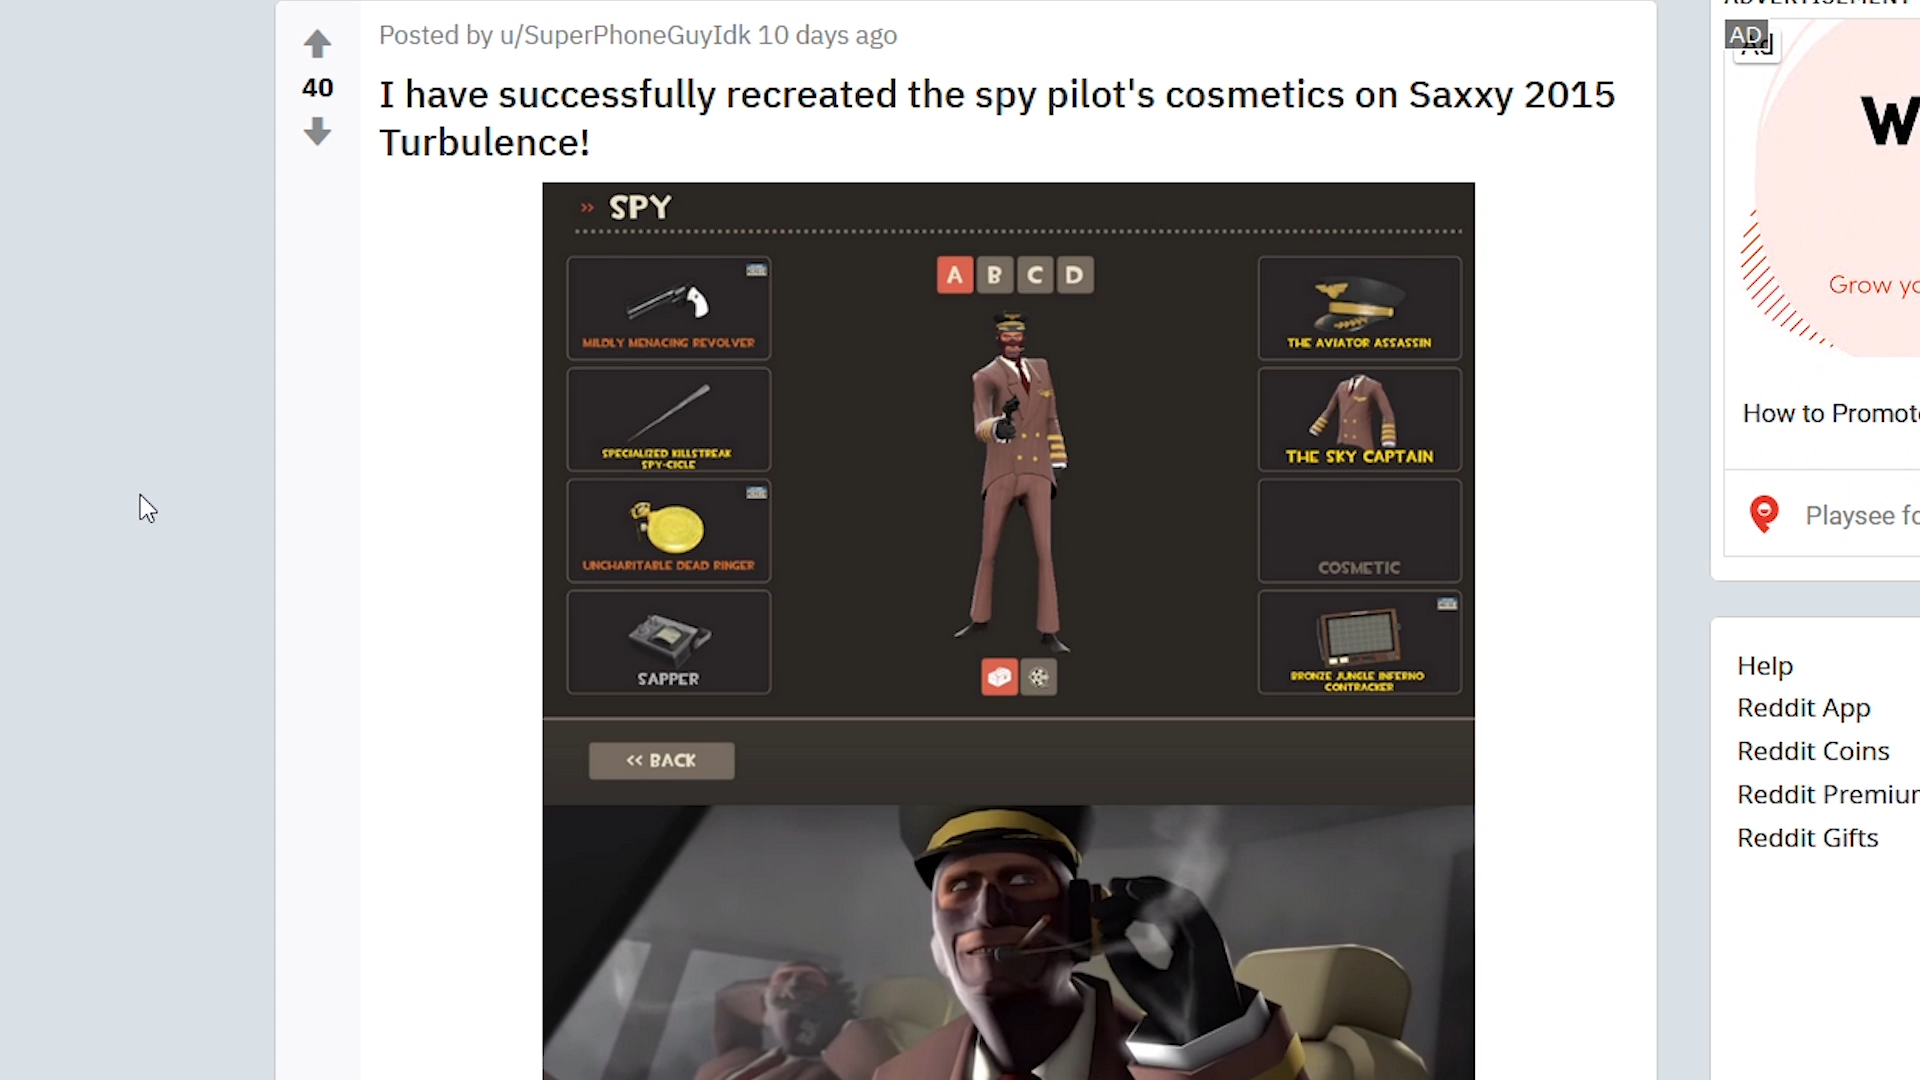 Posted by u/SuperPhoneGuyIdk 10 days ago
40
I have successfully recreated the spy pilot's cosmetics on Saxxy 2015
Turbulence!
>> SPY
A B C D
MILDLY MENACING REVOLVER
SPECIALIZED KILLSTREAK
SPY-CICLE
UNCHARITABLE DEAD RINGER
SAPPER
THE AVIATOR ASSASSIN
THE SKY CAPTAIN
COSMETIC
BRONZE JUNGLE INFERNO
CONTRACKER
<< BACK
AD
Ad
W
Grow yo
How to Promot
Playsee fo
Help
Reddit App
Reddit Coins
Reddit Premiu
Reddit Gifts